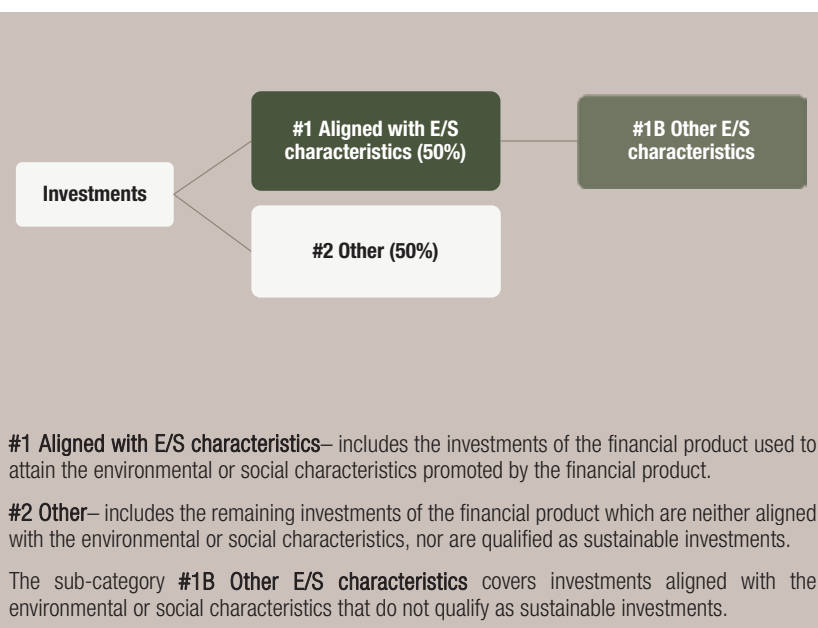 #1 Aligned with E/S
characteristics (50%)
#1B Other E/S
characteristics
Investments
#2 Other (50%)
#1 Aligned with E/S characteristics– includes the investments of the financial product used to
attain the environmental or social characteristics promoted by the financial product.
#2 Other– includes the remaining investments of the financial product which are neither aligned
with the environmental or social characteristics, nor are qualified as sustainable investments.
The sub-category #1B Other E/S characteristics covers investments aligned with the
environmental or social characteristics that do not qualify as sustainable investments.